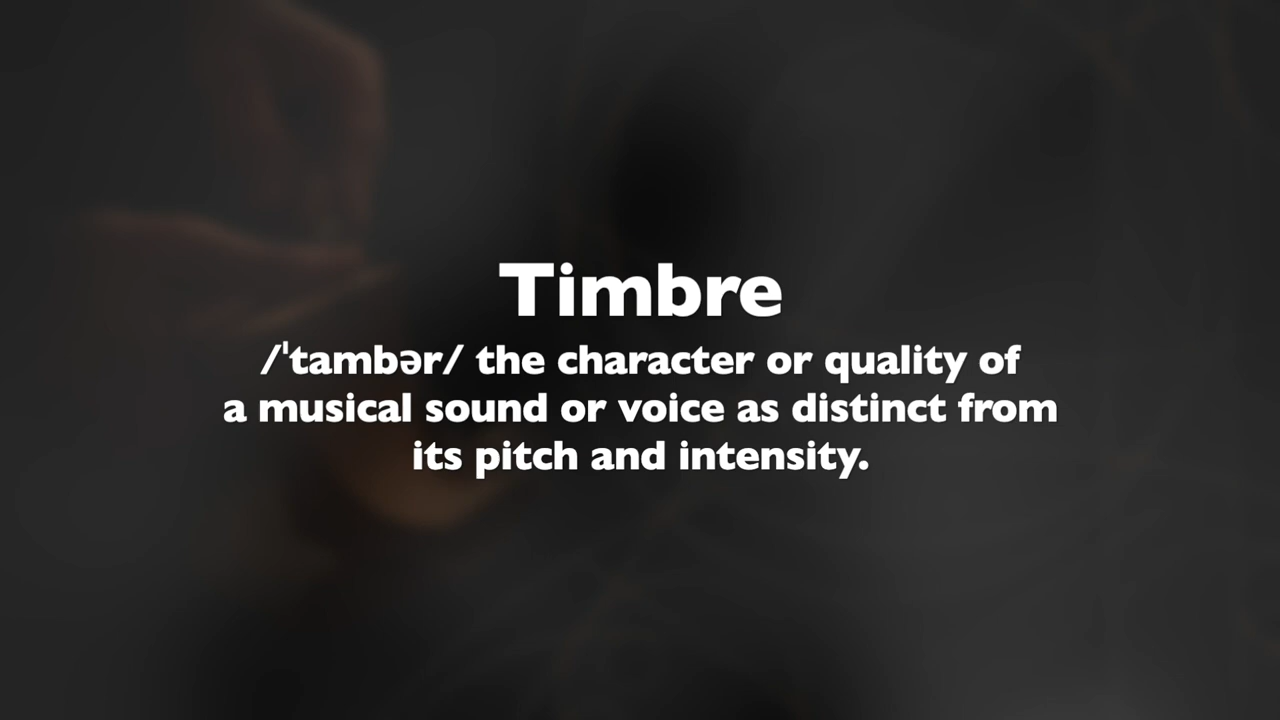 Timbre
/ˈtambər/ the character or quality of
a musical sound or voice as distinct from
its pitch and intensity.